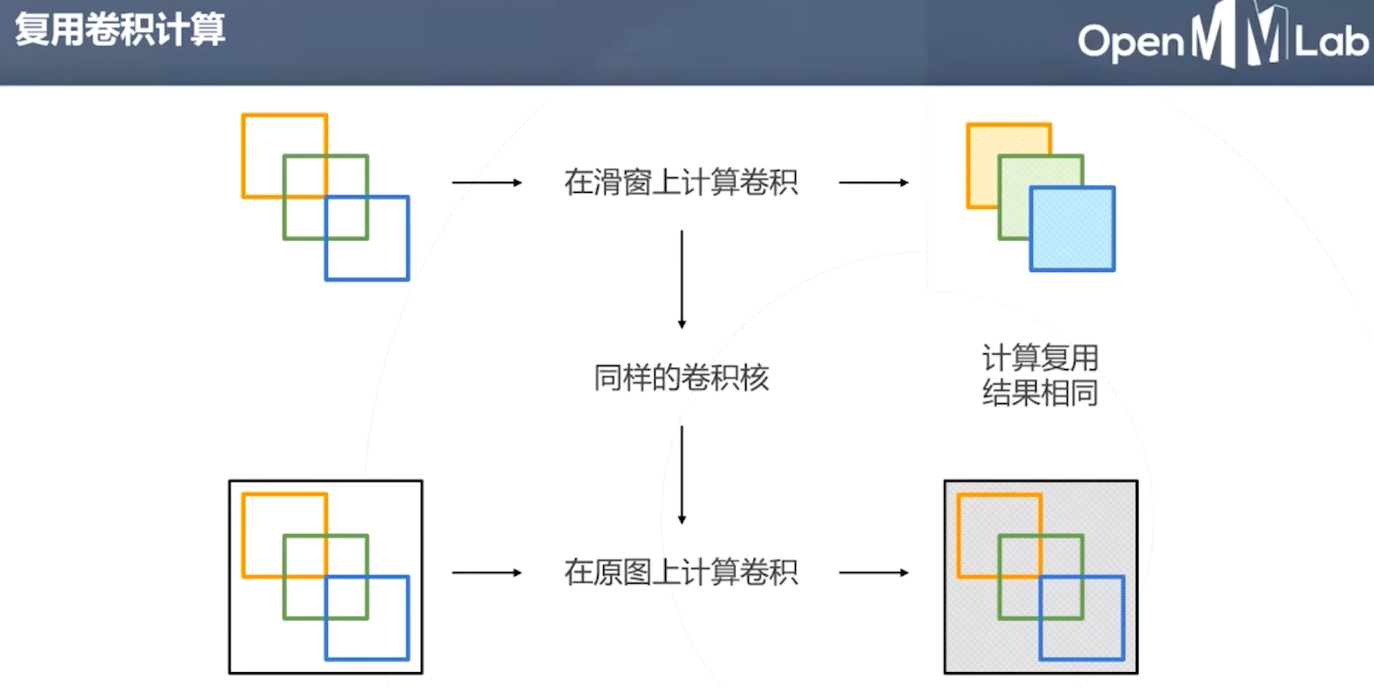 复用卷积计算
OpenMMLab
在滑窗上计算卷积
同样的卷积核
计算复用
结果相同
在原图上计算卷积